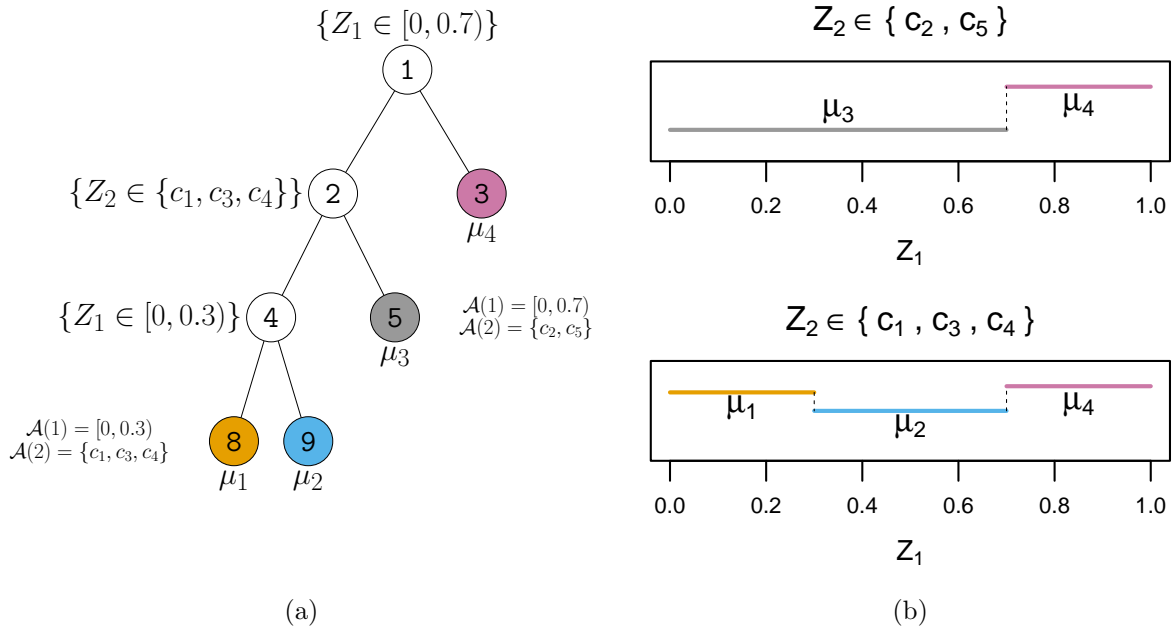 {Z₁ ∈ [0, 0.7)}
1
{Z₂ ∈ {c₁, c₃, c₄}}
2
3
μ₄
{Z₁ ∈ [0, 0.3)}
4
5
μ₃
𝒜(1) = [0, 0.7)
𝒜(2) = {c₂, c₅}
𝒜(1) = [0, 0.3)
𝒜(2) = {c₁, c₃, c₄}
8
9
μ₁
μ₂
(a)
Z₂ ∈ { c₂ , c₅ }
μ₃
μ₄
0.0 0.2 0.4 0.6 0.8 1.0
Z₁
Z₂ ∈ { c₁ , c₃ , c₄ }
μ₁
μ₂
μ₄
0.0 0.2 0.4 0.6 0.8 1.0
Z₁
(b)